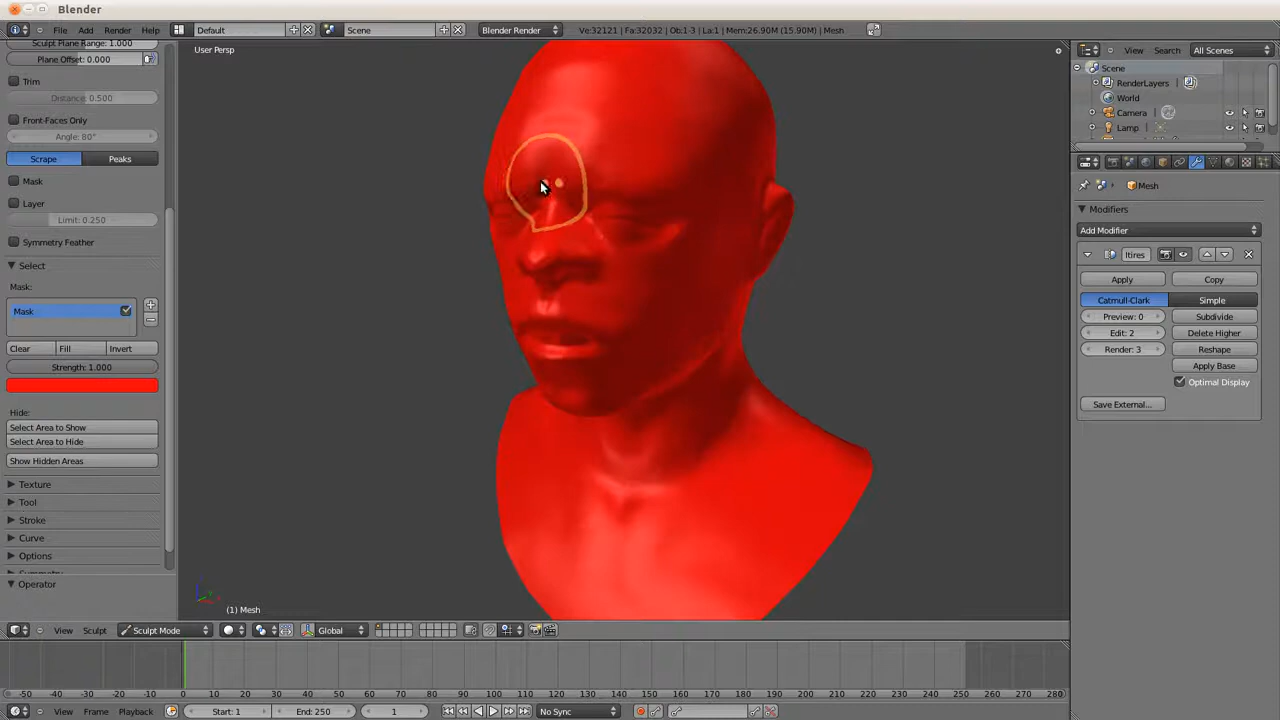 Blender
File Add Render Help Default Scene Blender Render Ve:32121 | Fa:32032 | Ob:1-3 | La:1 | Mem:26.90M (15.90M) | Mesh
Sculpt Plane Range: 1.000
Plane Offset: 0.000
Trim
Distance: 0.500
Front-Faces Only
Angle: 80°
Scrape Peaks
Mask
Layer
Limit: 0.250
Symmetry Feather
Select
Mask:
Mask
Clear Fill Invert
Strength: 1.000
Hide:
Select Area to Show
Select Area to Hide
Show Hidden Areas
Texture
Tool
Stroke
Curve
Options
Operator
User Persp
(1) Mesh
View Sculpt Sculpt Mode Global
View Search All Scenes
Scene
RenderLayers
World
Camera
Lamp
Mesh
Modifiers
Add Modifier
ltires
Apply Copy
Catmull-Clark Simple
Preview: 0 Subdivide
Edit: 2 Delete Higher
Render: 3 Reshape
Apply Base
Optimal Display
Save External...
-50 -40 -30 -20 -10 0 10 20 30 40 50 60 70 80 90 100 110 120 130 140 150 160 170 180 190 200 210 220 230 240 250 260 270 280
View Frame Playback Start: 1 End: 250 1 No Sync